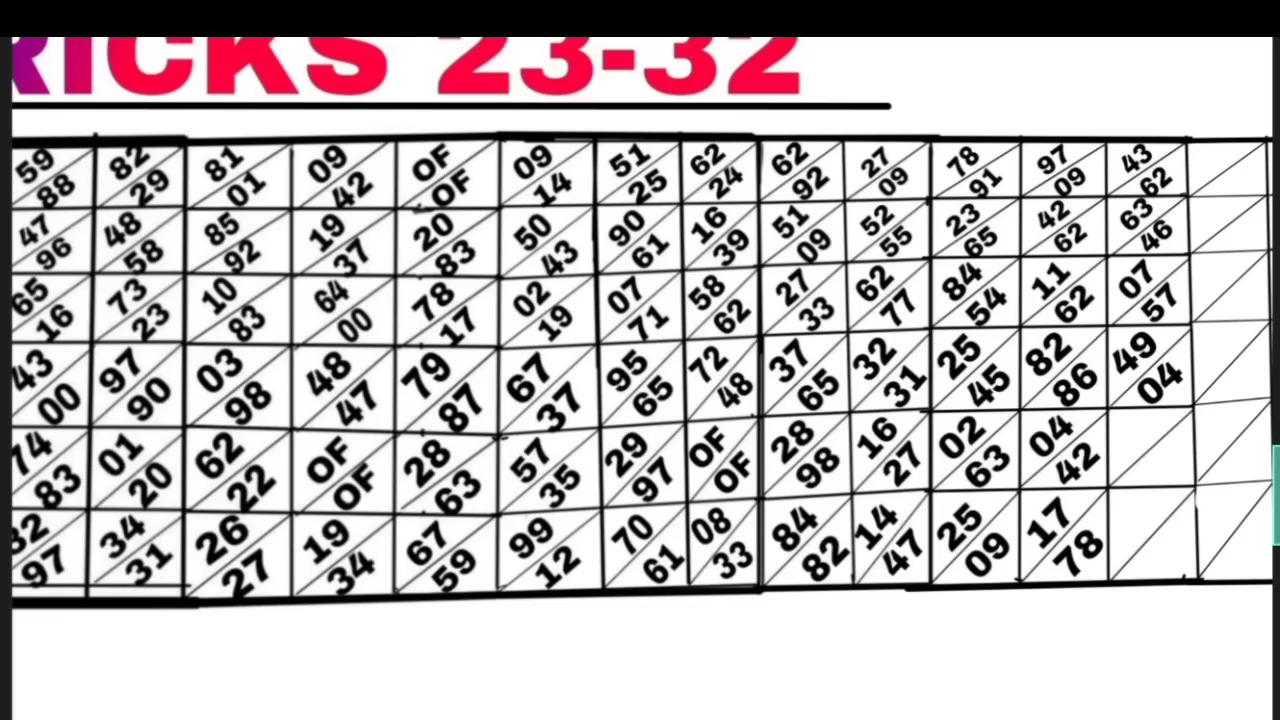 RICKS 23-32
59 82 81 09 OF 09 51 62 62 27 78 97 43
88 29 01 42 OF 14 25 24 92 09 91 09 62
47 48 85 19 20 50 90 16 51 52 23 42 63
96 58 92 37 83 43 61 39 09 55 65 62 46
65 73 10 64 78 02 07 58 27 62 84 11 07
16 23 83 00 17 19 71 62 33 77 54 62 57
43 97 03 48 79 67 95 72 37 32 25 82 49
00 90 98 47 87 37 65 48 65 31 45 86 04
74 01 62 OF 28 57 29 OF 28 16 02 04
83 20 22 OF 63 35 97 OF 98 27 63 42
32 34 26 19 67 99 70 08 84 14 25 17
97 31 27 34 59 12 61 33 82 47 09 78